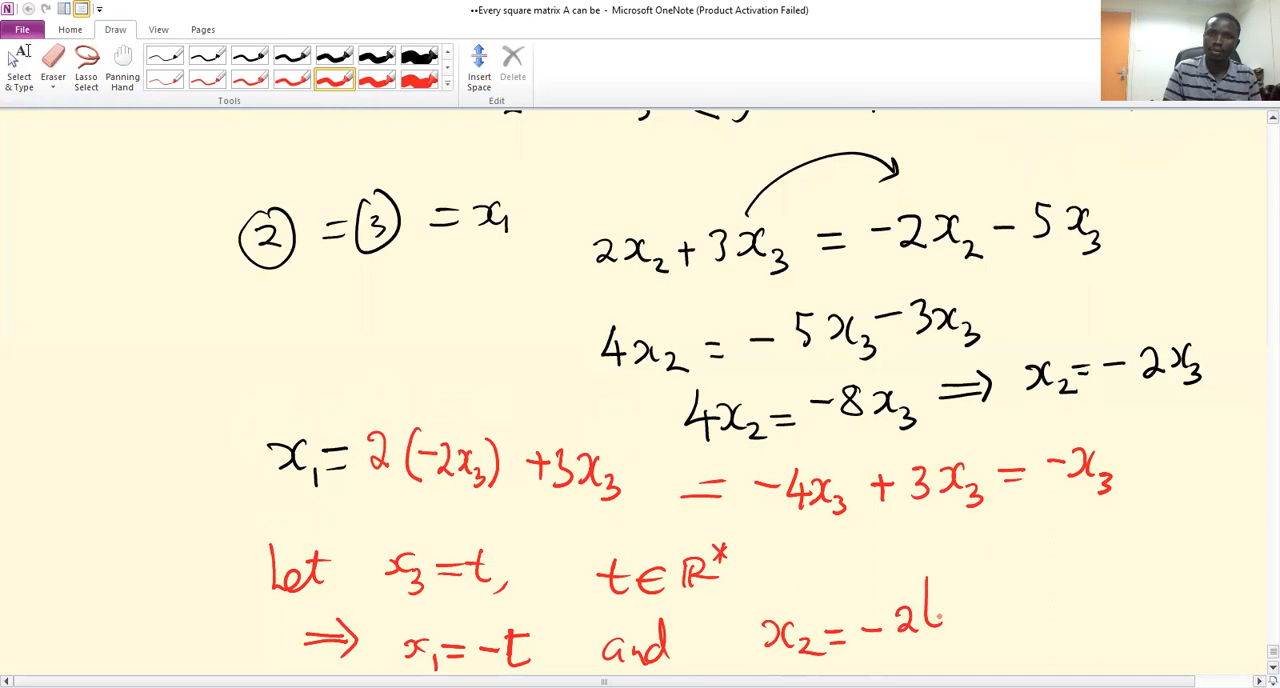 Every square matrix A can be - Microsoft OneNote (Product Activation Failed)
File Home Draw View Pages
Select & Type Eraser Lasso Select Panning Hand Insert Space Delete
Tools Edit
② = ③ = x₁
2x₂ + 3x₃ = -2x₂ - 5x₃
4x₂ = - 5x₃ - 3x₃
4x₂ = -8x₃ ⟹ x₂ = - 2x₃
x₁ = 2(-2x₃) + 3x₃ = -4x₃ + 3x₃ = -x₃
Let x₃ = t, t ∈ ℝ*
⟹ x₁ = -t and x₂ = - 2